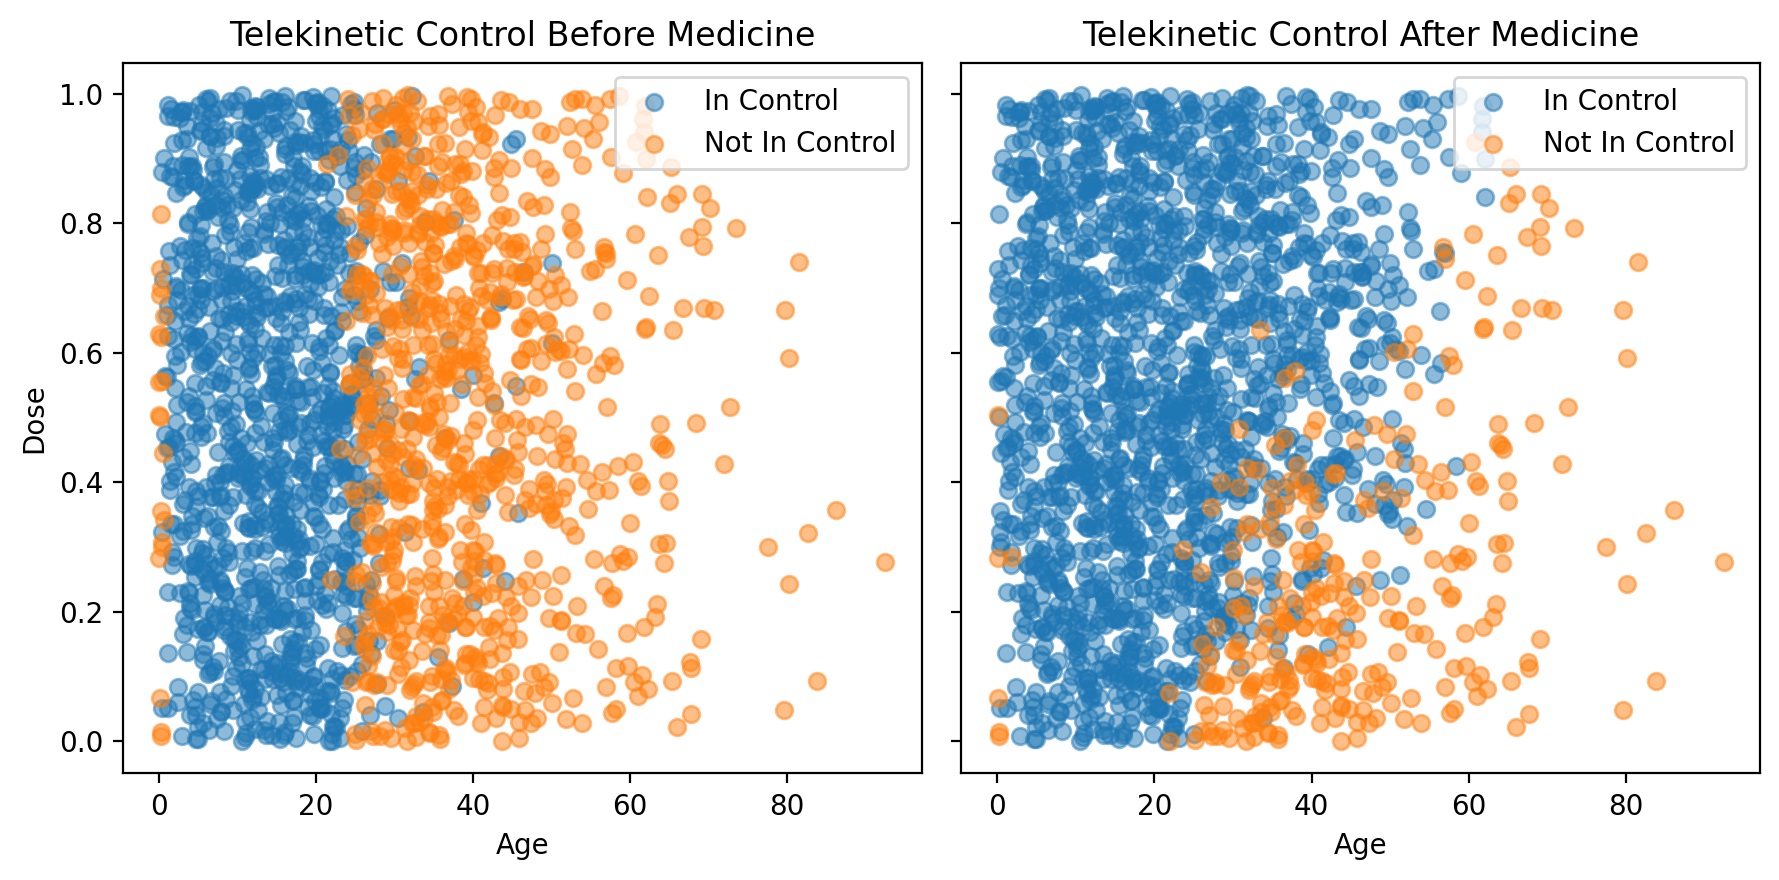 Telekinetic Control Before Medicine
Telekinetic Control After Medicine
In Control
Not In Control
In Control
Not In Control
1.0
0.8
0.6
0.4
0.2
0.0
Dose
0 20 40 60 80
0 20 40 60 80
Age
Age